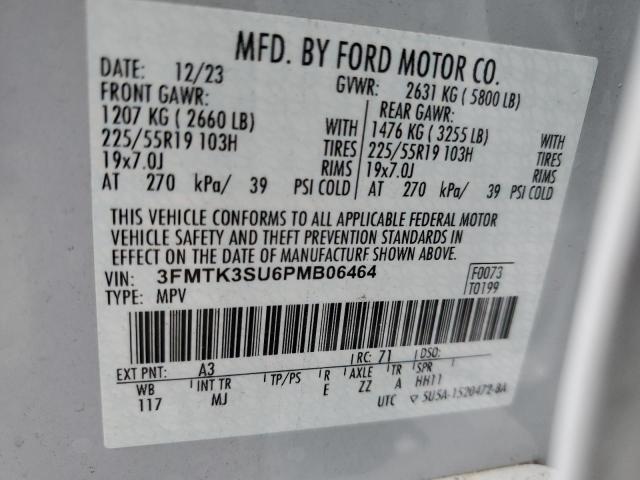 MFD. BY FORD MOTOR CO.
DATE: 12/23
GVWR: 2631 KG ( 5800 LB)
FRONT GAWR:
REAR GAWR:
1207 KG ( 2660 LB)
WITH
1476 KG ( 3255 LB)
WITH
225/55R19 103H
TIRES
225/55R19 103H
TIRES
19x7.0J
RIMS
19x7.0J
RIMS
AT 270 kPa/ 39 PSI COLD
AT 270 kPa/ 39 PSI COLD
THIS VEHICLE CONFORMS TO ALL APPLICABLE FEDERAL MOTOR
VEHICLE SAFETY AND THEFT PREVENTION STANDARDS IN
EFFECT ON THE DATE OF MANUFACTURE SHOWN ABOVE.
VIN: 3FMTK3SU6PMB06464
F0073
TYPE: MPV
T0199
EXT PNT: A3
RC: 71
DSO:
WB
INT TR
TP/PS
R
AXLE
TR
SPR
117
MJ
E
ZZ
A
HH11
UTC
▽ 5U5A-1520472-8A